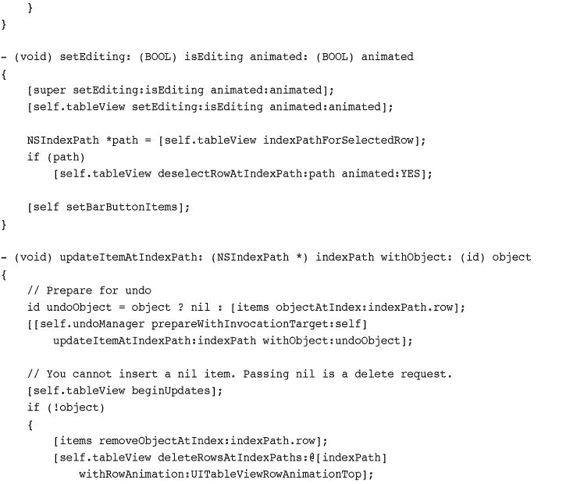 }
}

– (void) setEditing: (BOOL) isEditing animated: (BOOL) animated
{
    [super setEditing:isEditing animated:animated];
    [self.tableView setEditing:isEditing animated:animated];

    NSIndexPath *path = [self.tableView indexPathForSelectedRow];
    if (path)
        [self.tableView deselectRowAtIndexPath:path animated:YES];

    [self setBarButtonItems];
}

– (void) updateItemAtIndexPath: (NSIndexPath *) indexPath withObject: (id) object
{
    // Prepare for undo
    id undoObject = object ? nil : [items objectAtIndex:indexPath.row];
    [[self.undoManager prepareWithInvocationTarget:self]
        updateItemAtIndexPath:indexPath withObject:undoObject];

    // You cannot insert a nil item. Passing nil is a delete request.
    [self.tableView beginUpdates];
    if (!object)
    {
        [items removeObjectAtIndex:indexPath.row];
        [self.tableView deleteRowsAtIndexPaths:@[indexPath]
            withRowAnimation:UITableViewRowAnimationTop];